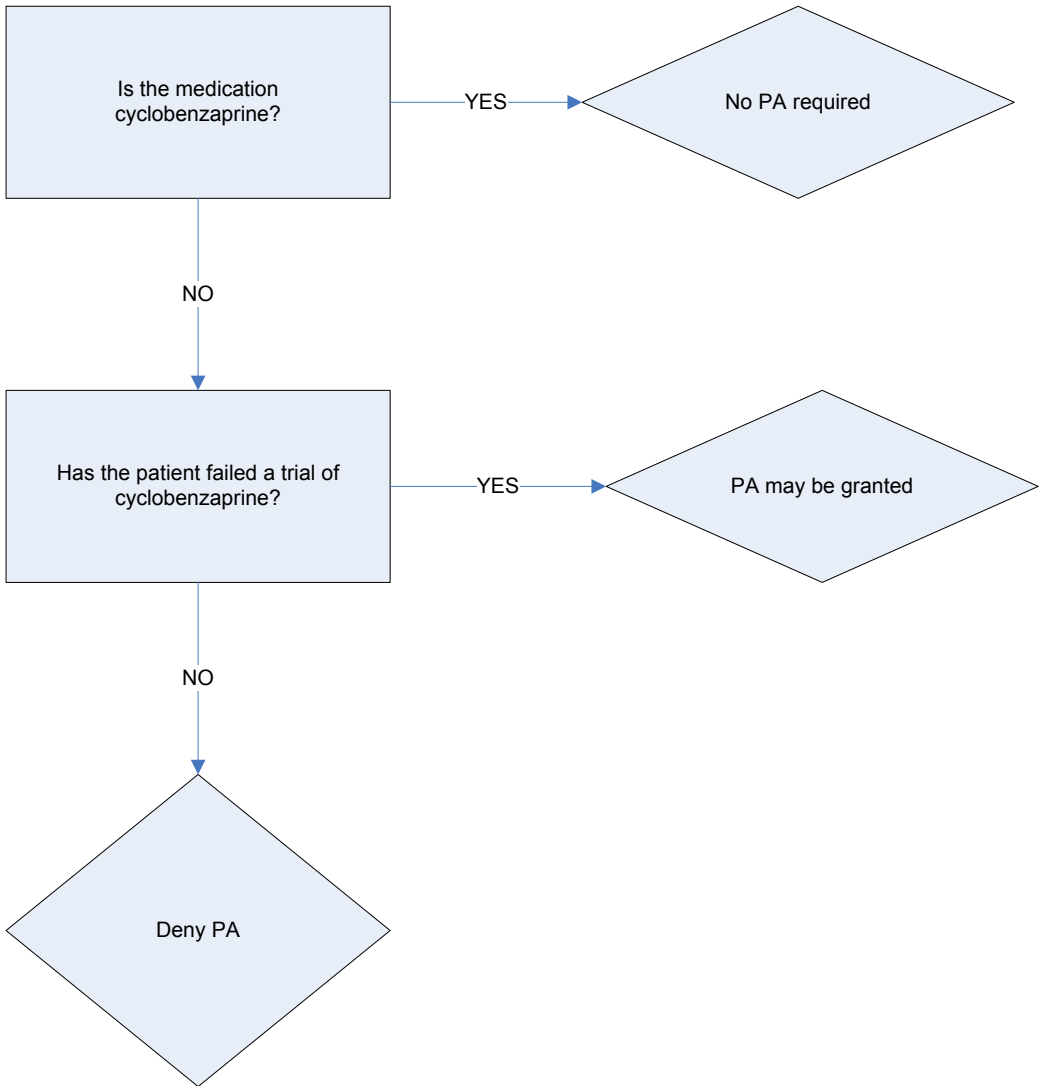 Is the medication
cyclobenzaprine?
YES
No PA required
NO
Has the patient failed a trial of
cyclobenzaprine?
YES
PA may be granted
NO
Deny PA